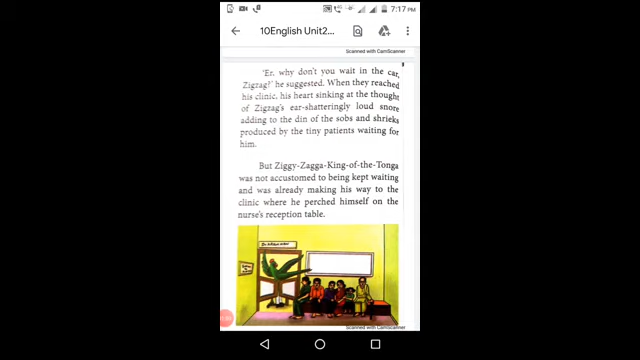 7:17PM
10English Unit2...
Scanned with CamScanner
'Er, why don't you wait in the car,
Zigzag?' he suggested. When they reached
his clinic, his heart sinking at the thought
of Zigzag's ear-shatteringly loud snore
adding to the din of the sobs and shrieks
produced by the tiny patients waiting for
him.
But Ziggy-Zagga-King-of-the-Tonga
was not accustomed to being kept waiting
and was already making his way to the
clinic where he perched himself on the
nurse's reception table.
Scanned with CamScanner